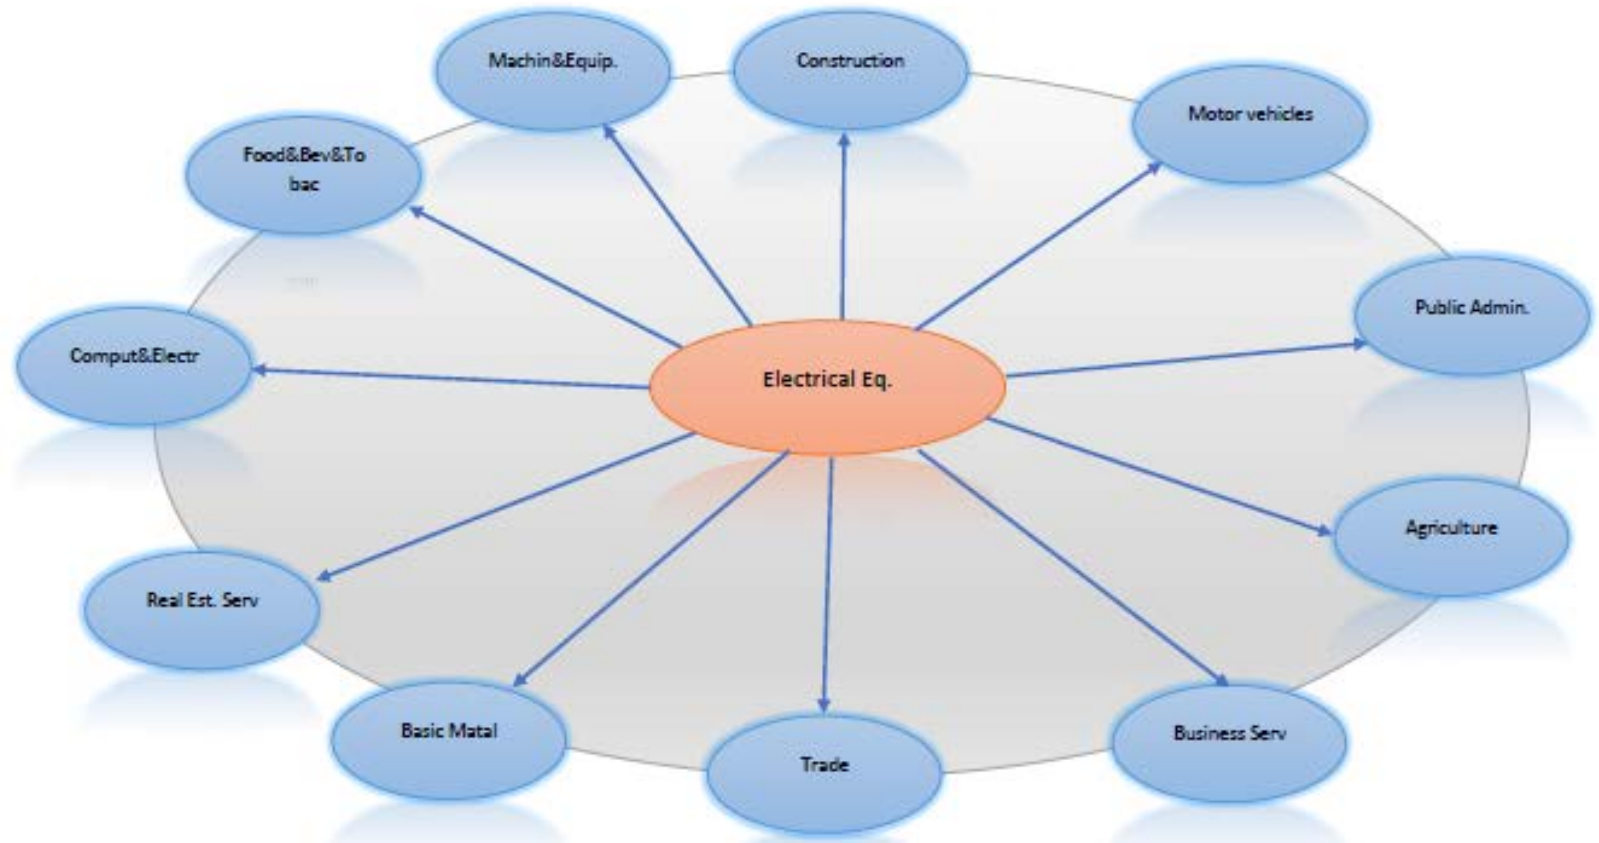 Machin&Equip.
Construction
Motor vehicles
Food&Bev&To
bac
Public Admin.
Comput&Electr
Electrical Eq.
Agriculture
Real Est. Serv
Basic Matal
Trade
Business Serv